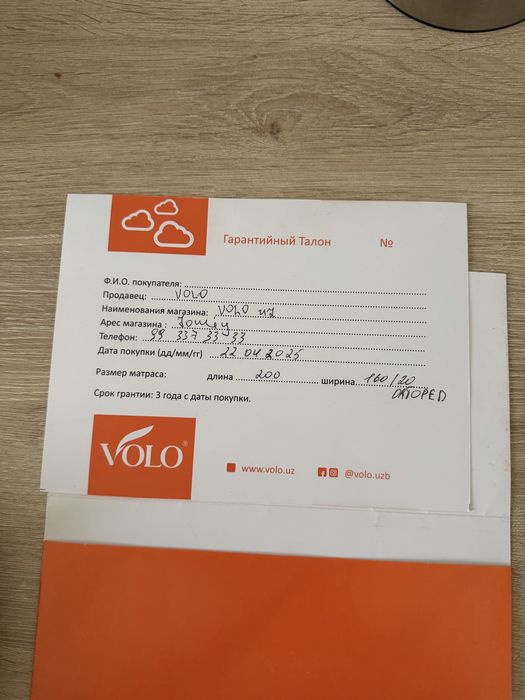 Гарантийный Талон №
Ф.И.О. покупателя:
Продавец: VOLO
Наименования магазина: VOLO uz
Арес магазина :
Телефон: 99 337 33 33
Дата покупки (дд/мм/гг) 22 04 2025
Размер матраса: длина 200 ширина 160/20
ORTOPED
Срок грантии: 3 года с даты покупки.
VOLO®
www.volo.uz @volo.uzb